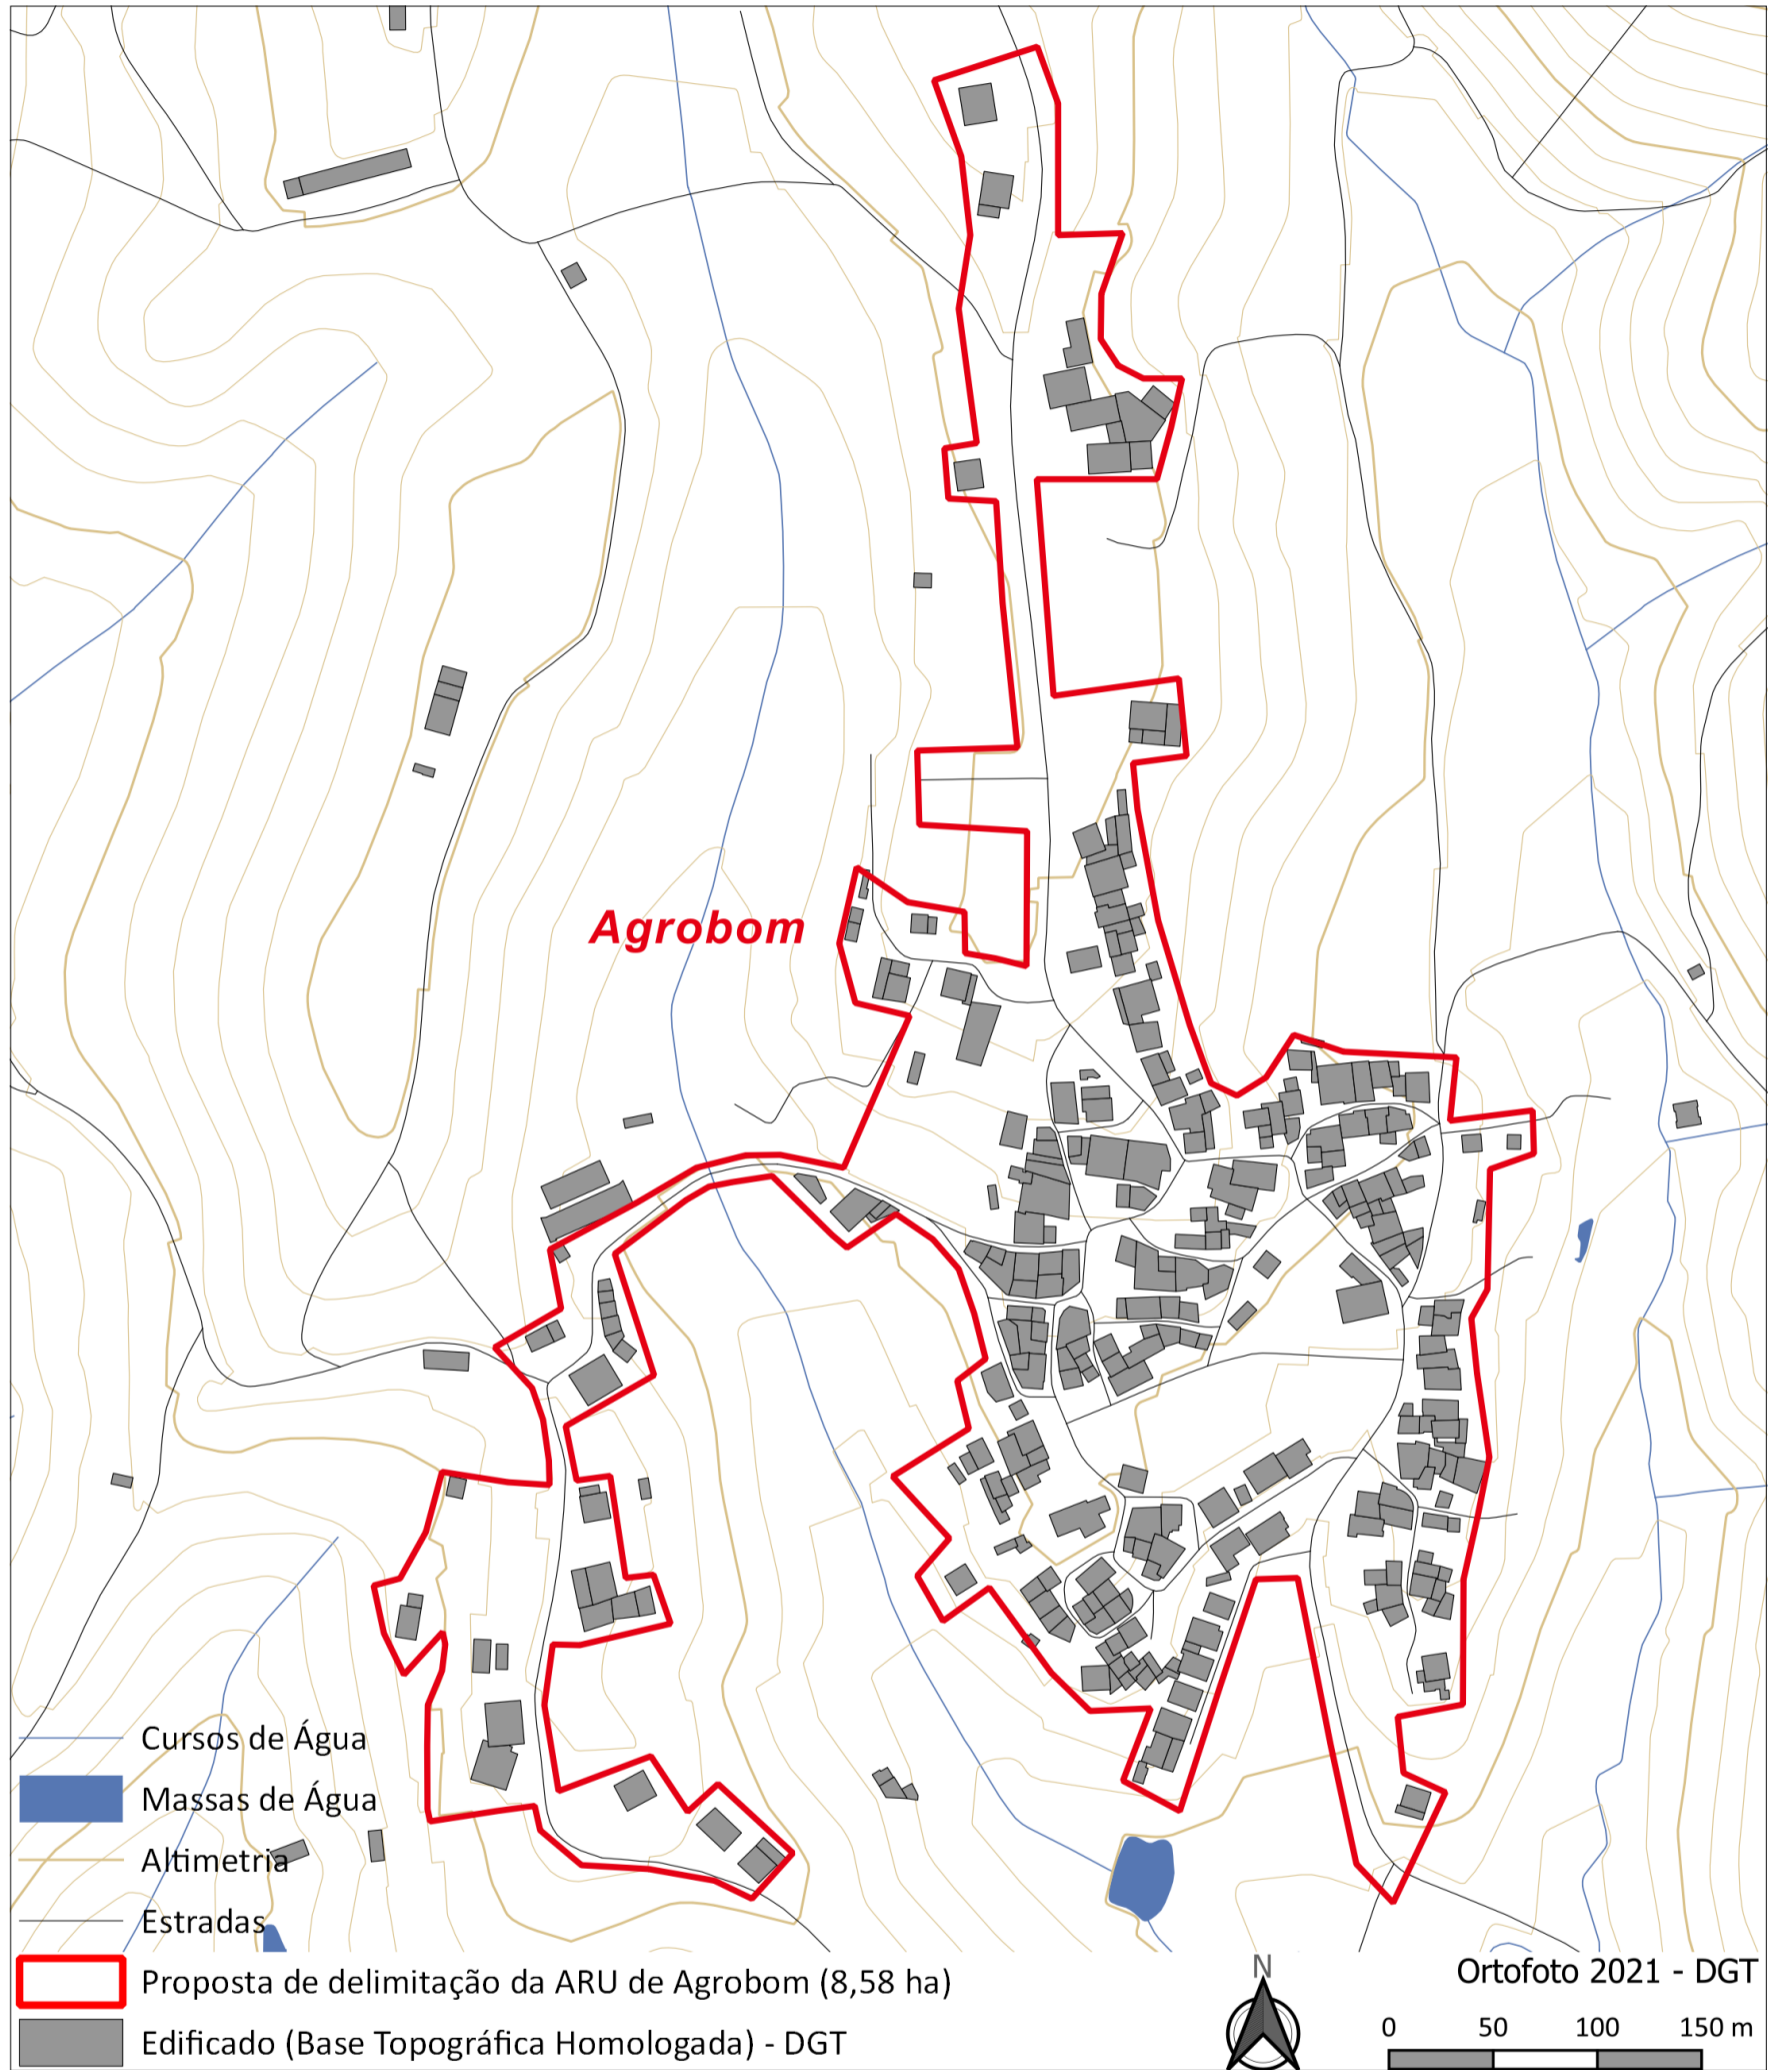 Agrobom
Cursos de Água
Massas de Água
Altimetria
Estradas
Proposta de delimitação da ARU de Agrobom (8,58 ha)
Edificado (Base Topográfica Homologada) - DGT
N
Ortofoto 2021 - DGT
0 50 100 150 m